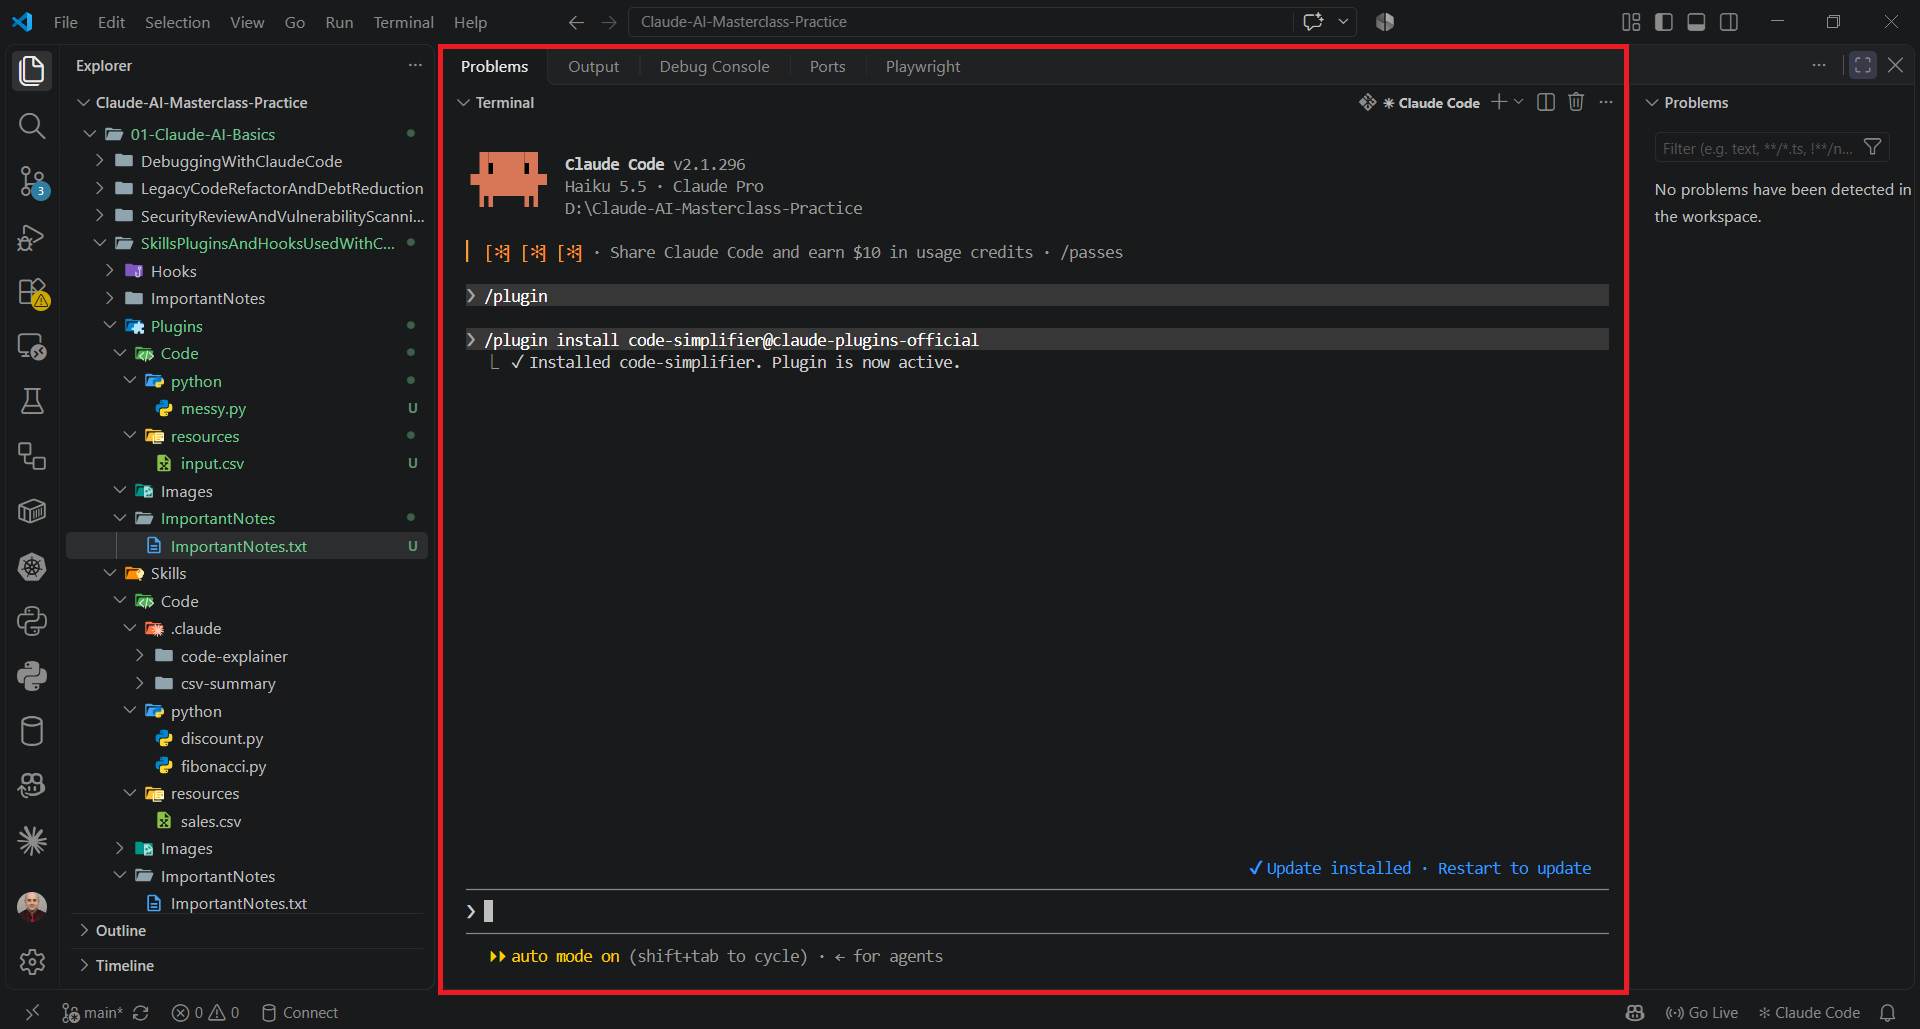 File Edit Selection View Go Run Terminal Help
Claude-AI-Masterclass-Practice
Explorer
Claude-AI-Masterclass-Practice
01-Claude-AI-Basics
DebuggingWithClaudeCode
LegacyCodeRefactorAndDebtReduction
SecurityReviewAndVulnerabilityScanni...
SkillsPluginsAndHooksUsedWithC...
Hooks
ImportantNotes
Plugins
Code
python
messy.py U
resources
input.csv U
Images
ImportantNotes
ImportantNotes.txt U
Skills
Code
.claude
code-explainer
csv-summary
python
discount.py
fibonacci.py
resources
sales.csv
Images
ImportantNotes
ImportantNotes.txt
Outline
Timeline
3
Problems Output Debug Console Ports Playwright
Terminal
Claude Code
Claude Code v2.1.296
Haiku 5.5 · Claude Pro
D:\Claude-AI-Masterclass-Practice
[✻] [✻] [✻] · Share Claude Code and earn $10 in usage credits · /passes
❯ /plugin
❯ /plugin install code-simplifier@claude-plugins-official
⎿ ✓ Installed code-simplifier. Plugin is now active.
✓ Update installed · Restart to update
❯
⏵⏵ auto mode on (shift+tab to cycle) · ← for agents
Problems
Filter (e.g. text, **/*.ts, !**/n...
No problems have been detected in
the workspace.
main* 0 0 Connect
Go Live Claude Code